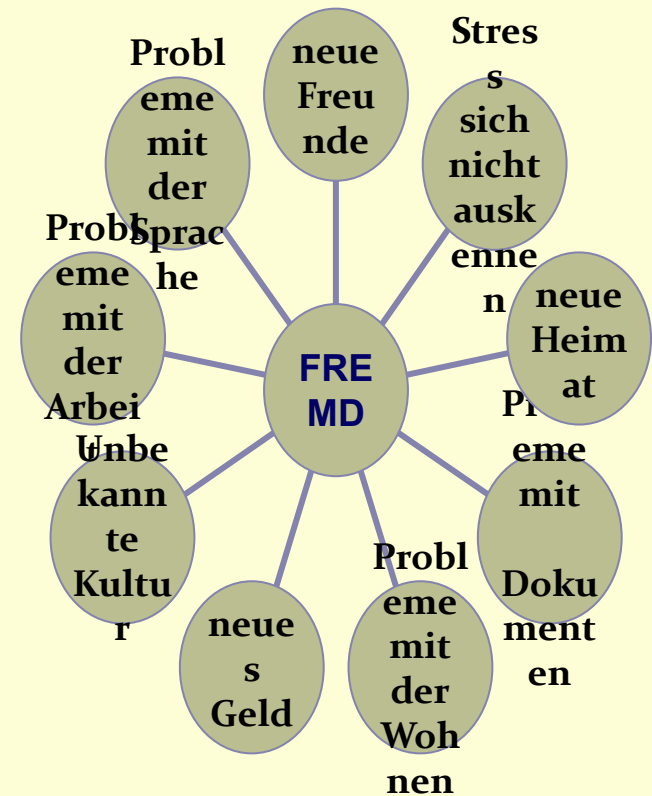 FRE
MD
neue
Freu
nde
Stres
s
sich
nicht
ausk
enne
n
neue
Heim
at
eme
mit
Doku
ment
en
Probl
eme
mit
der
Woh
nen
neue
s
Geld
Unbe
kann
te
Kultu
r
Probl
eme
mit
der
Arbei
t
Probl
eme
mit
der
Sprac
he